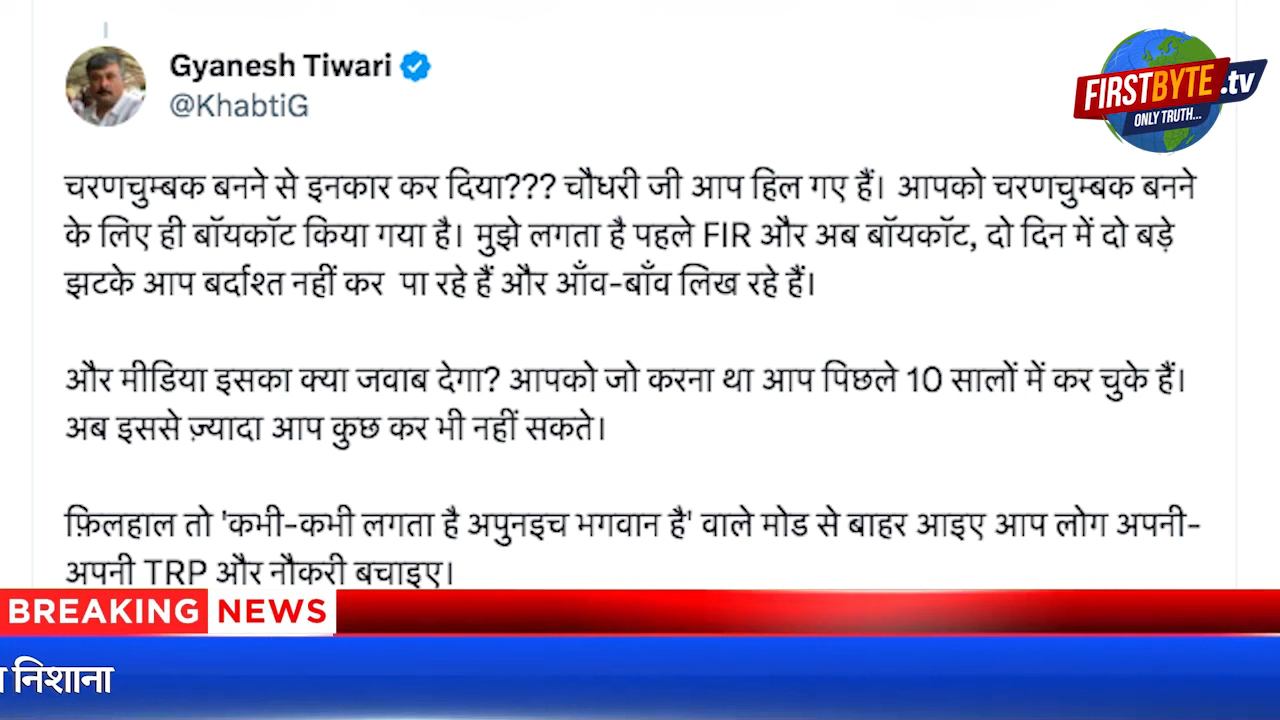 Gyanesh Tiwari
@KhabtiG
FIRSTBYTE.tv
ONLY TRUTH...
चरणचुम्बक बनने से इनकार कर दिया??? चौधरी जी आप हिल गए हैं। आपको चरणचुम्बक बनने
के लिए ही बॉयकॉट किया गया है। मुझे लगता है पहले FIR और अब बॉयकॉट, दो दिन में दो बड़े
झटके आप बर्दाश्त नहीं कर पा रहे हैं और आँव-बाँव लिख रहे हैं।
और मीडिया इसका क्या जवाब देगा? आपको जो करना था आप पिछले 10 सालों में कर चुके हैं।
अब इससे ज़्यादा आप कुछ कर भी नहीं सकते।
फ़िलहाल तो 'कभी-कभी लगता है अपुनइच भगवान है' वाले मोड से बाहर आइए आप लोग अपनी-
अपनी TRP और नौकरी बचाइए।
BREAKING NEWS
निशाना